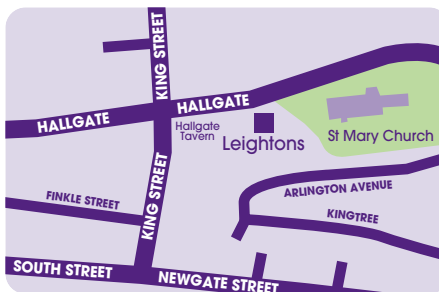 KING STREET
HALLGATE
HALLGATE
Hallgate
Tavern
Leightons
St Mary Church
KING STREET
ARLINGTON AVENUE
FINKLE STREET
KINGTREE
SOUTH STREET
NEWGATE STREET